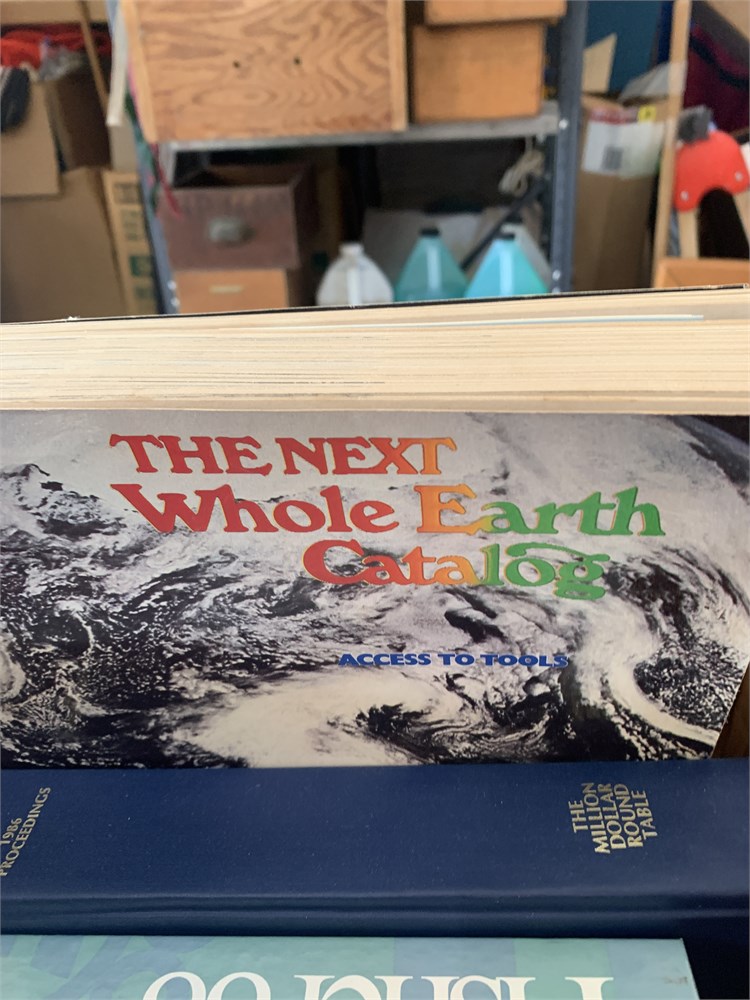 THE NEXT
Whole Earth
Catalog
ACCESS TO TOOLS
1986
PROCEEDINGS
THE
MILLION
DOLLAR
ROUND
TABLE